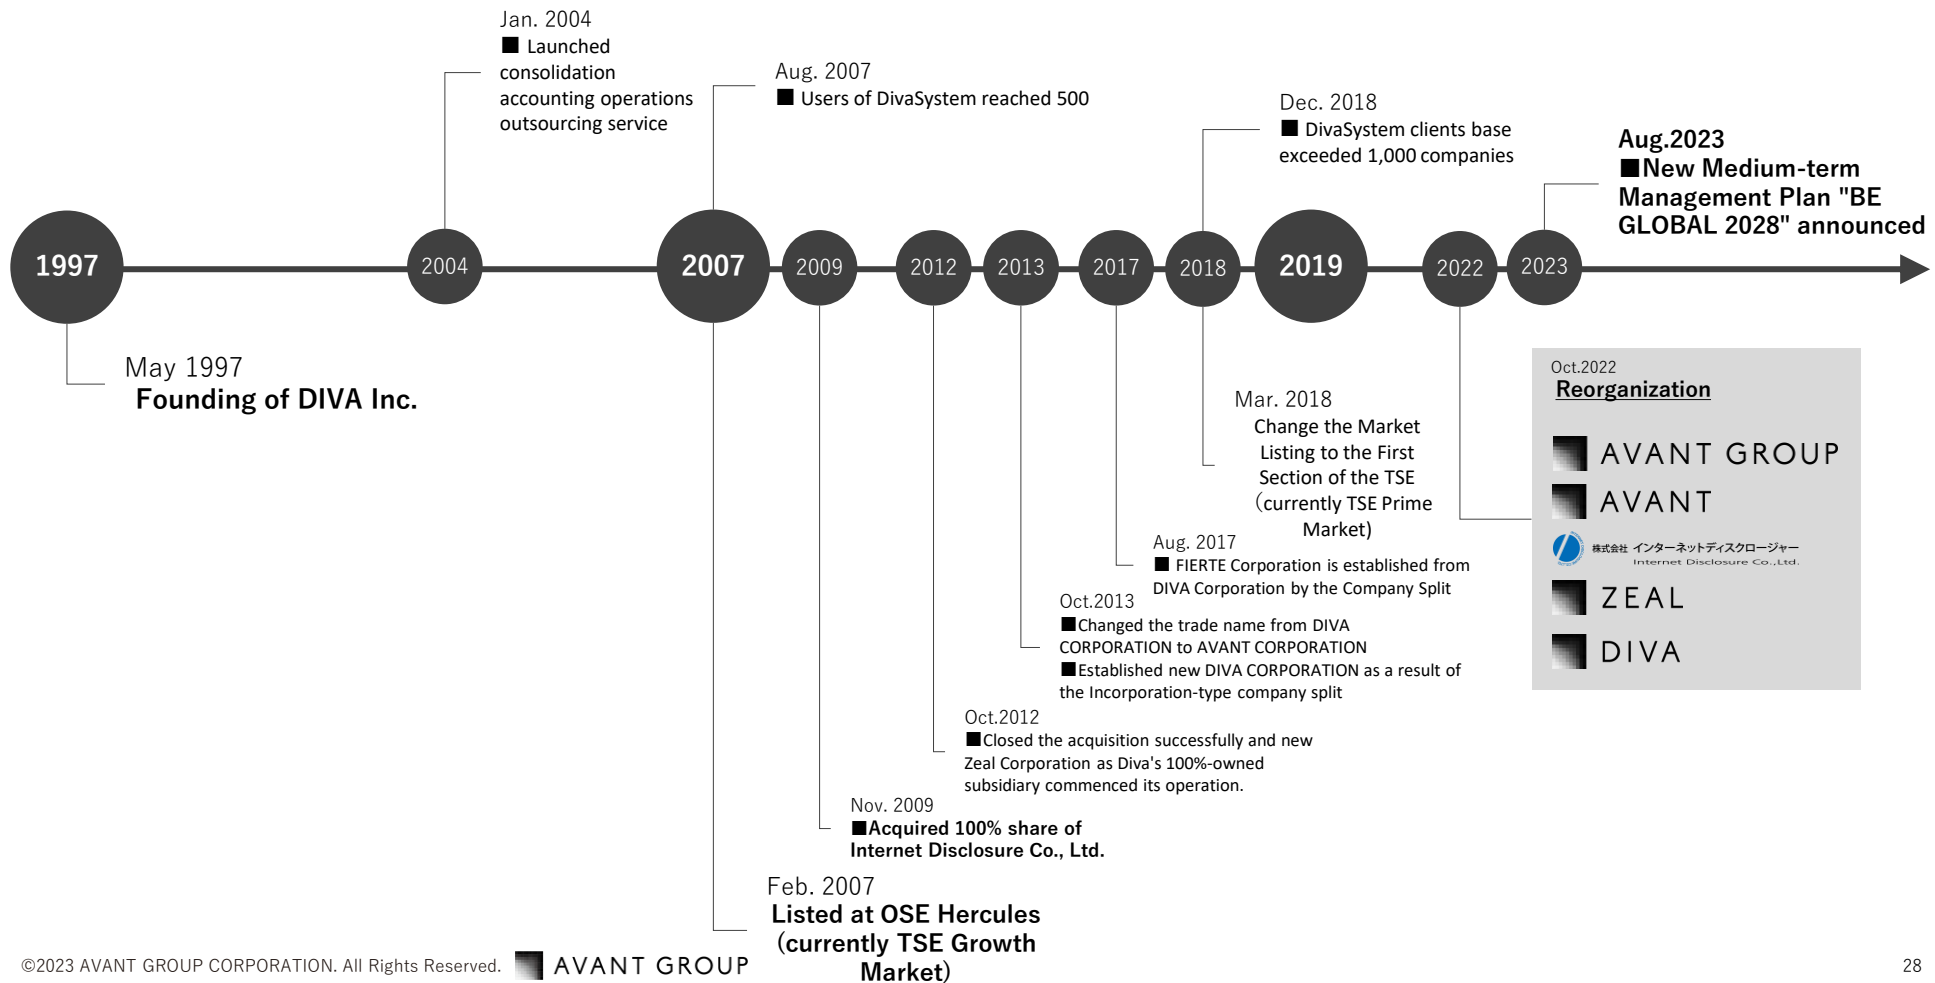 Jan. 2004
■ Launched
consolidation
accounting operations
outsourcing service
Aug. 2007
■ Users of DivaSystem reached 500
Dec. 2018
■ DivaSystem clients base
exceeded 1,000 companies
Aug.2023
■New Medium-term
Management Plan "BE
GLOBAL 2028" announced
1997
2004
2007
2009
2012
2013
2017
2018
2019
2022
2023
May 1997
Founding of DIVA Inc.
Mar. 2018
Change the Market
Listing to the First
Section of the TSE
(currently TSE Prime
Market)
Aug. 2017
■ FIERTE Corporation is established from
DIVA Corporation by the Company Split
Oct.2013
■Changed the trade name from DIVA
CORPORATION to AVANT CORPORATION
■Established new DIVA CORPORATION as a result of
the Incorporation-type company split
Oct.2012
■Closed the acquisition successfully and new
Zeal Corporation as Diva's 100%-owned
subsidiary commenced its operation.
Nov. 2009
■Acquired 100% share of
Internet Disclosure Co., Ltd.
Feb. 2007
Listed at OSE Hercules
(currently TSE Growth
Market)
Oct.2022
Reorganization
AVANT GROUP
AVANT
株式会社 インターネットディスクロージャー
Internet Disclosure Co.,Ltd.
ZEAL
DIVA
©2023 AVANT GROUP CORPORATION. All Rights Reserved.
AVANT GROUP
28